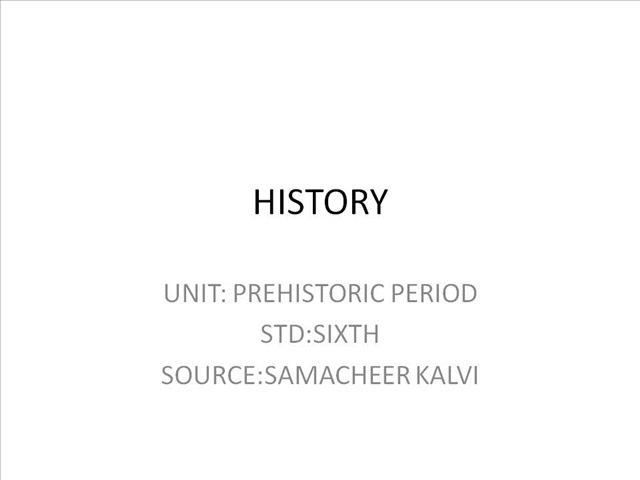 HISTORY
UNIT: PREHISTORIC PERIOD
STD:SIXTH
SOURCE:SAMACHEER KALVI